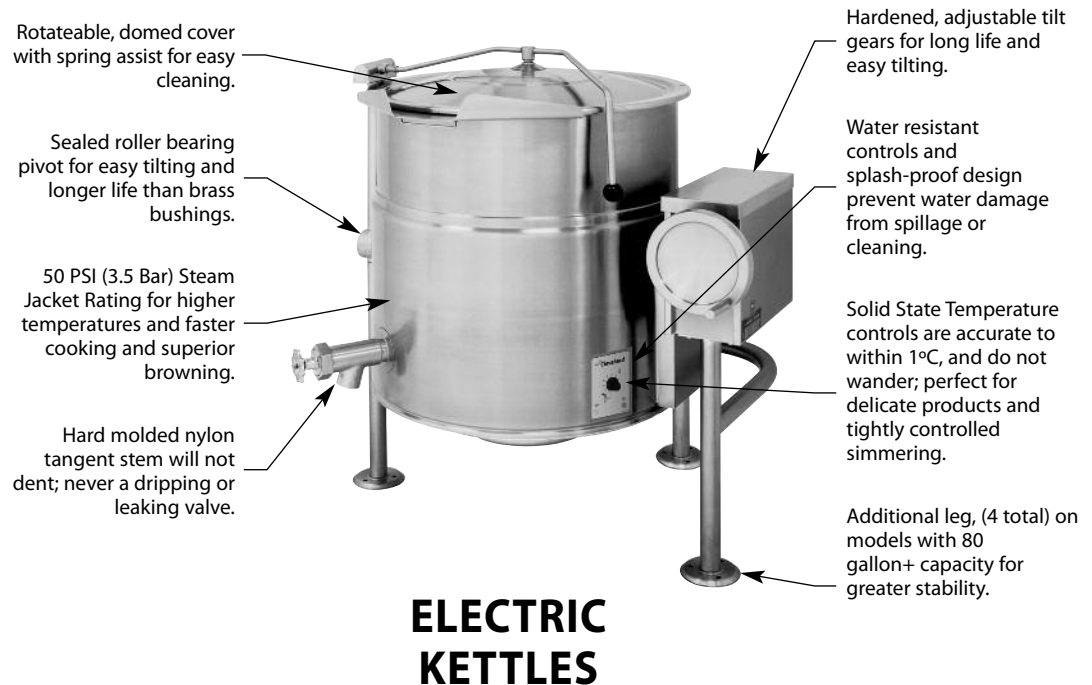 Rotateable, domed cover
with spring assist for easy
cleaning.
Sealed roller bearing
pivot for easy tilting and
longer life than brass
bushings.
50 PSI (3.5 Bar) Steam
Jacket Rating for higher
temperatures and faster
cooking and superior
browning.
Hard molded nylon
tangent stem will not
dent; never a dripping or
leaking valve.
Cleveland
Hardened, adjustable tilt
gears for long life and
easy tilting.
Water resistant
controls and
splash-proof design
prevent water damage
from spillage or
cleaning.
Solid State Temperature
controls are accurate to
within 1ºC, and do not
wander; perfect for
delicate products and
tightly controlled
simmering.
Additional leg, (4 total) on
models with 80
gallon+ capacity for
greater stability.
ELECTRIC
KETTLES